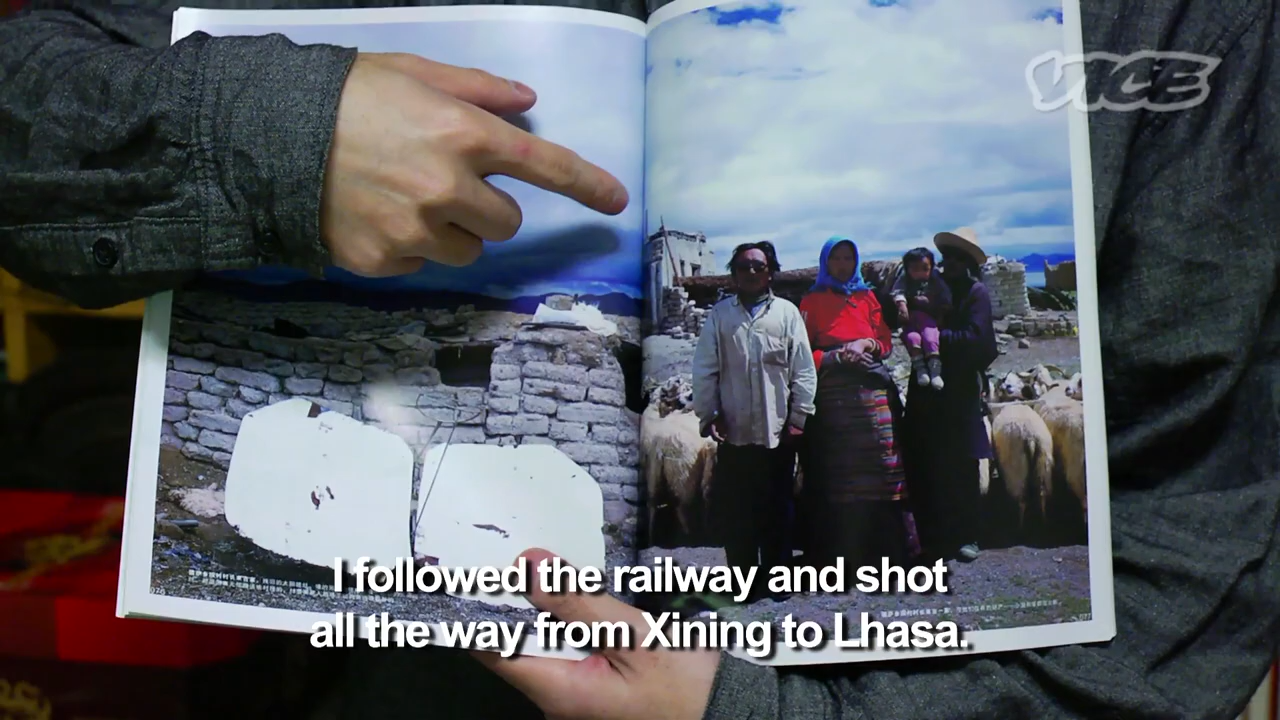 VICE
I followed the railway and shot
all the way from Xining to Lhasa.